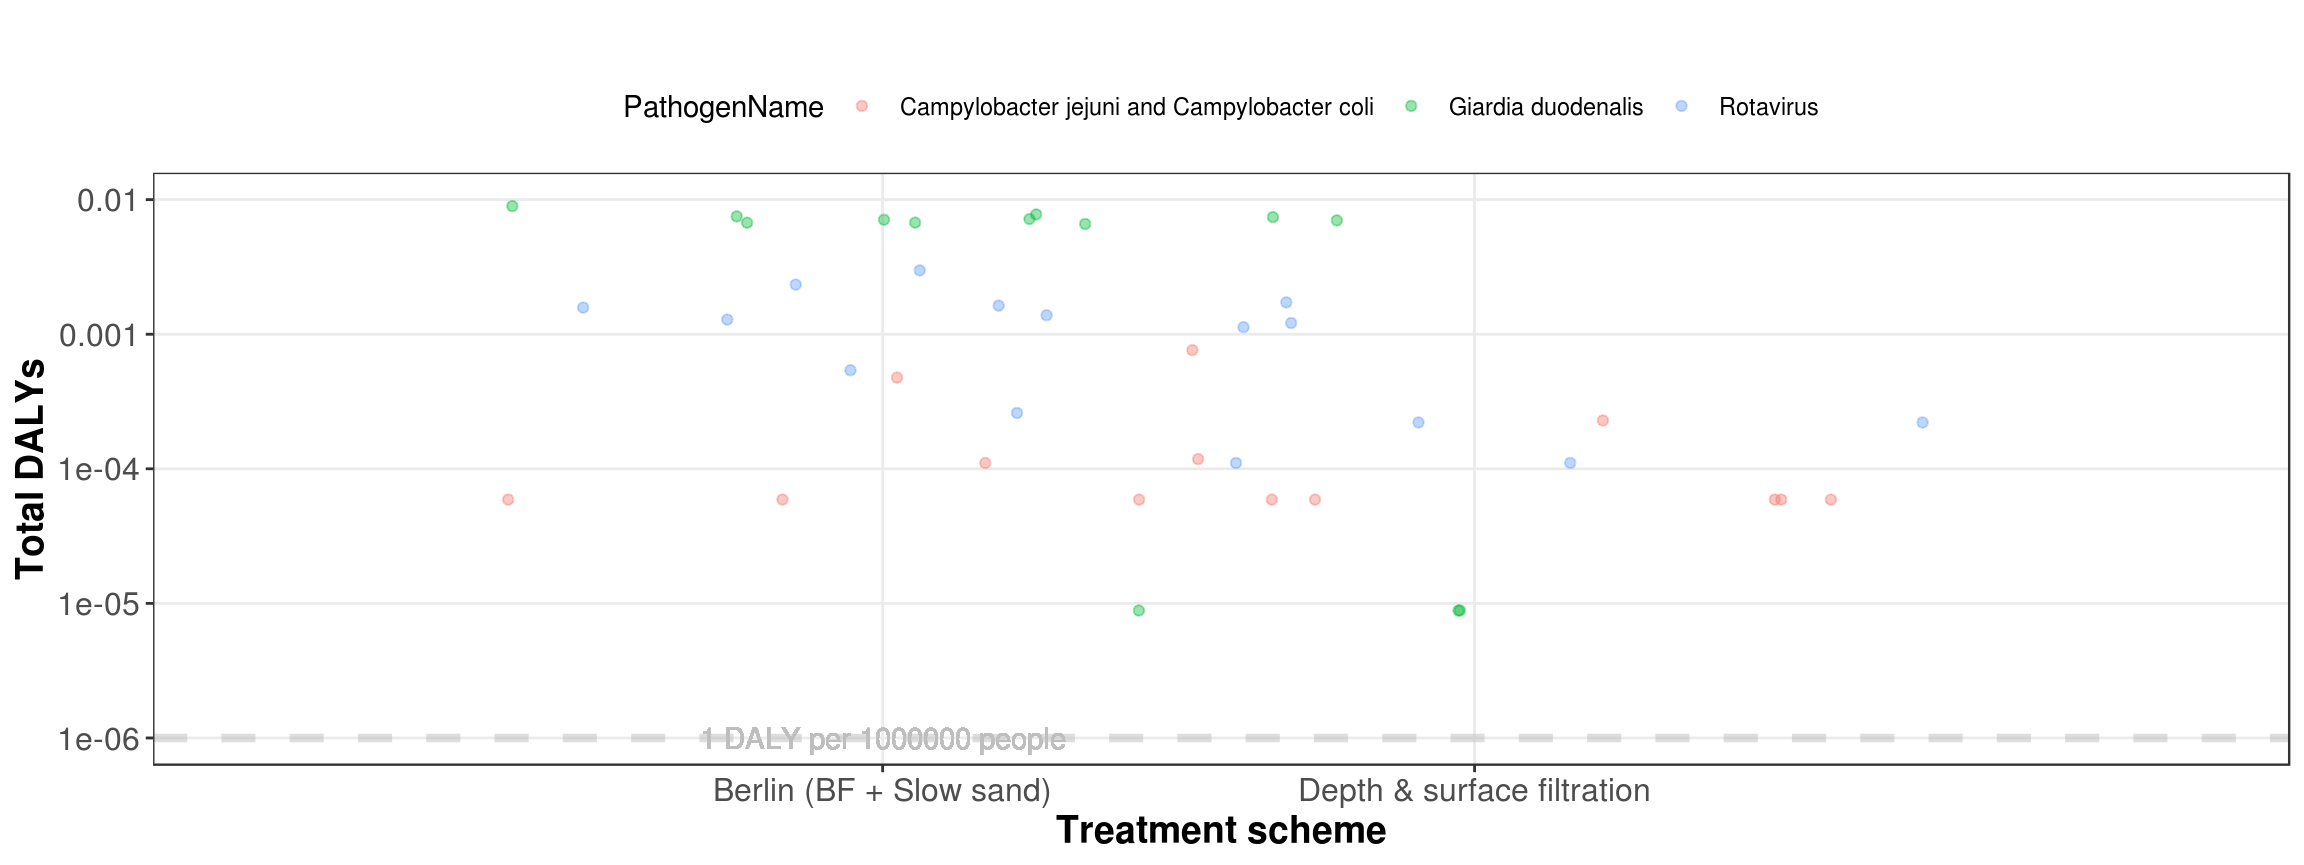 PathogenName Campylobacter jejuni and Campylobacter coli Giardia duodenalis Rotavirus
Total DALYs
0.01
0.001
1e-04
1e-05
1e-06
1 DALY per 1000000 people
Berlin (BF + Slow sand) Depth & surface filtration
Treatment scheme